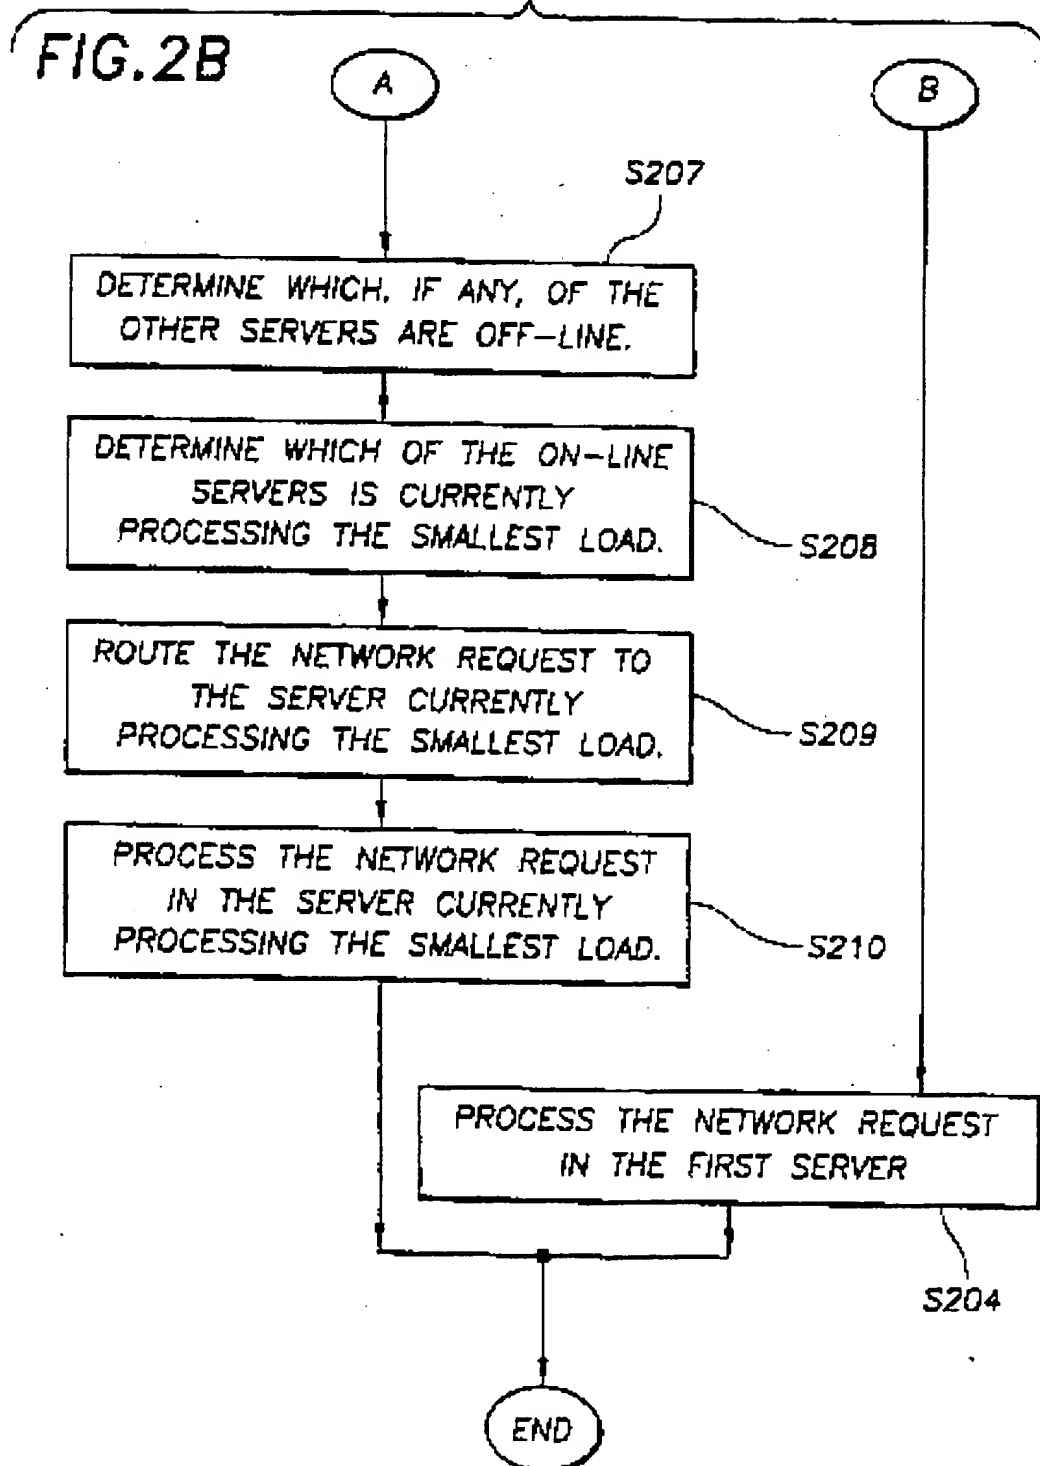 FIG.2B
A
B
S207
DETERMINE WHICH, IF ANY, OF THE
OTHER SERVERS ARE OFF-LINE.
DETERMINE WHICH OF THE ON-LINE
SERVERS IS CURRENTLY
PROCESSING THE SMALLEST LOAD.
S208
ROUTE THE NETWORK REQUEST TO
THE SERVER CURRENTLY
PROCESSING THE SMALLEST LOAD.
S209
PROCESS THE NETWORK REQUEST
IN THE SERVER CURRENTLY
PROCESSING THE SMALLEST LOAD.
S210
PROCESS THE NETWORK REQUEST
IN THE FIRST SERVER
S204
END